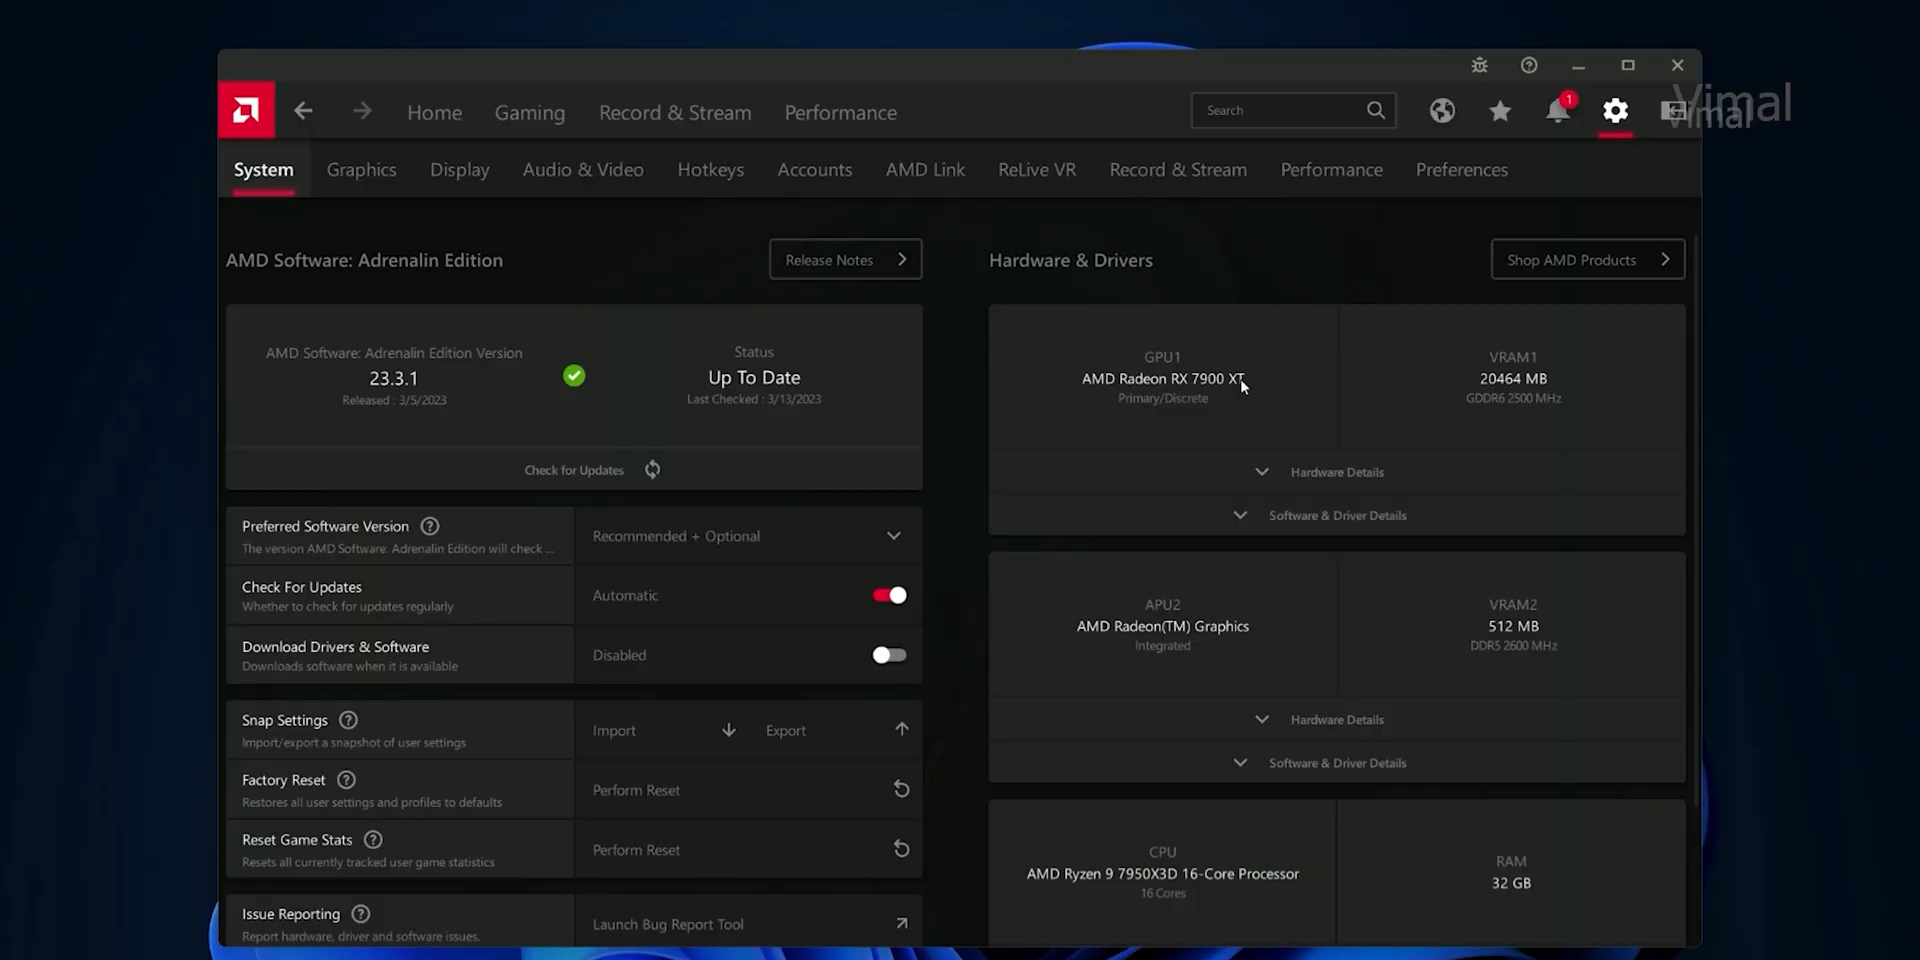 Vimal
Vimal
Home Gaming Record & Stream Performance Search 1
System Graphics Display Audio & Video Hotkeys Accounts AMD Link ReLive VR Record & Stream Performance Preferences
AMD Software: Adrenalin Edition
Release Notes
AMD Software: Adrenalin Edition Version
23.3.1
Released : 3/5/2023
Status
Up To Date
Last Checked : 3/13/2023
Check for Updates
Preferred Software Version
The version AMD Software: Adrenalin Edition will check ...
Recommended + Optional
Check For Updates
Whether to check for updates regularly
Automatic
Download Drivers & Software
Downloads software when it is available
Disabled
Snap Settings
Import/export a snapshot of user settings
Import Export
Factory Reset
Restores all user settings and profiles to defaults
Perform Reset
Reset Game Stats
Resets all currently tracked user game statistics
Perform Reset
Issue Reporting
Report hardware, driver and software issues.
Launch Bug Report Tool
Hardware & Drivers
Shop AMD Products
GPU1
AMD Radeon RX 7900 XT
Primary/Discrete
VRAM1
20464 MB
GDDR6 2500 MHz
Hardware Details
Software & Driver Details
APU2
AMD Radeon(TM) Graphics
Integrated
VRAM2
512 MB
DDR5 2600 MHz
Hardware Details
Software & Driver Details
CPU
AMD Ryzen 9 7950X3D 16-Core Processor
16 Cores
RAM
32 GB